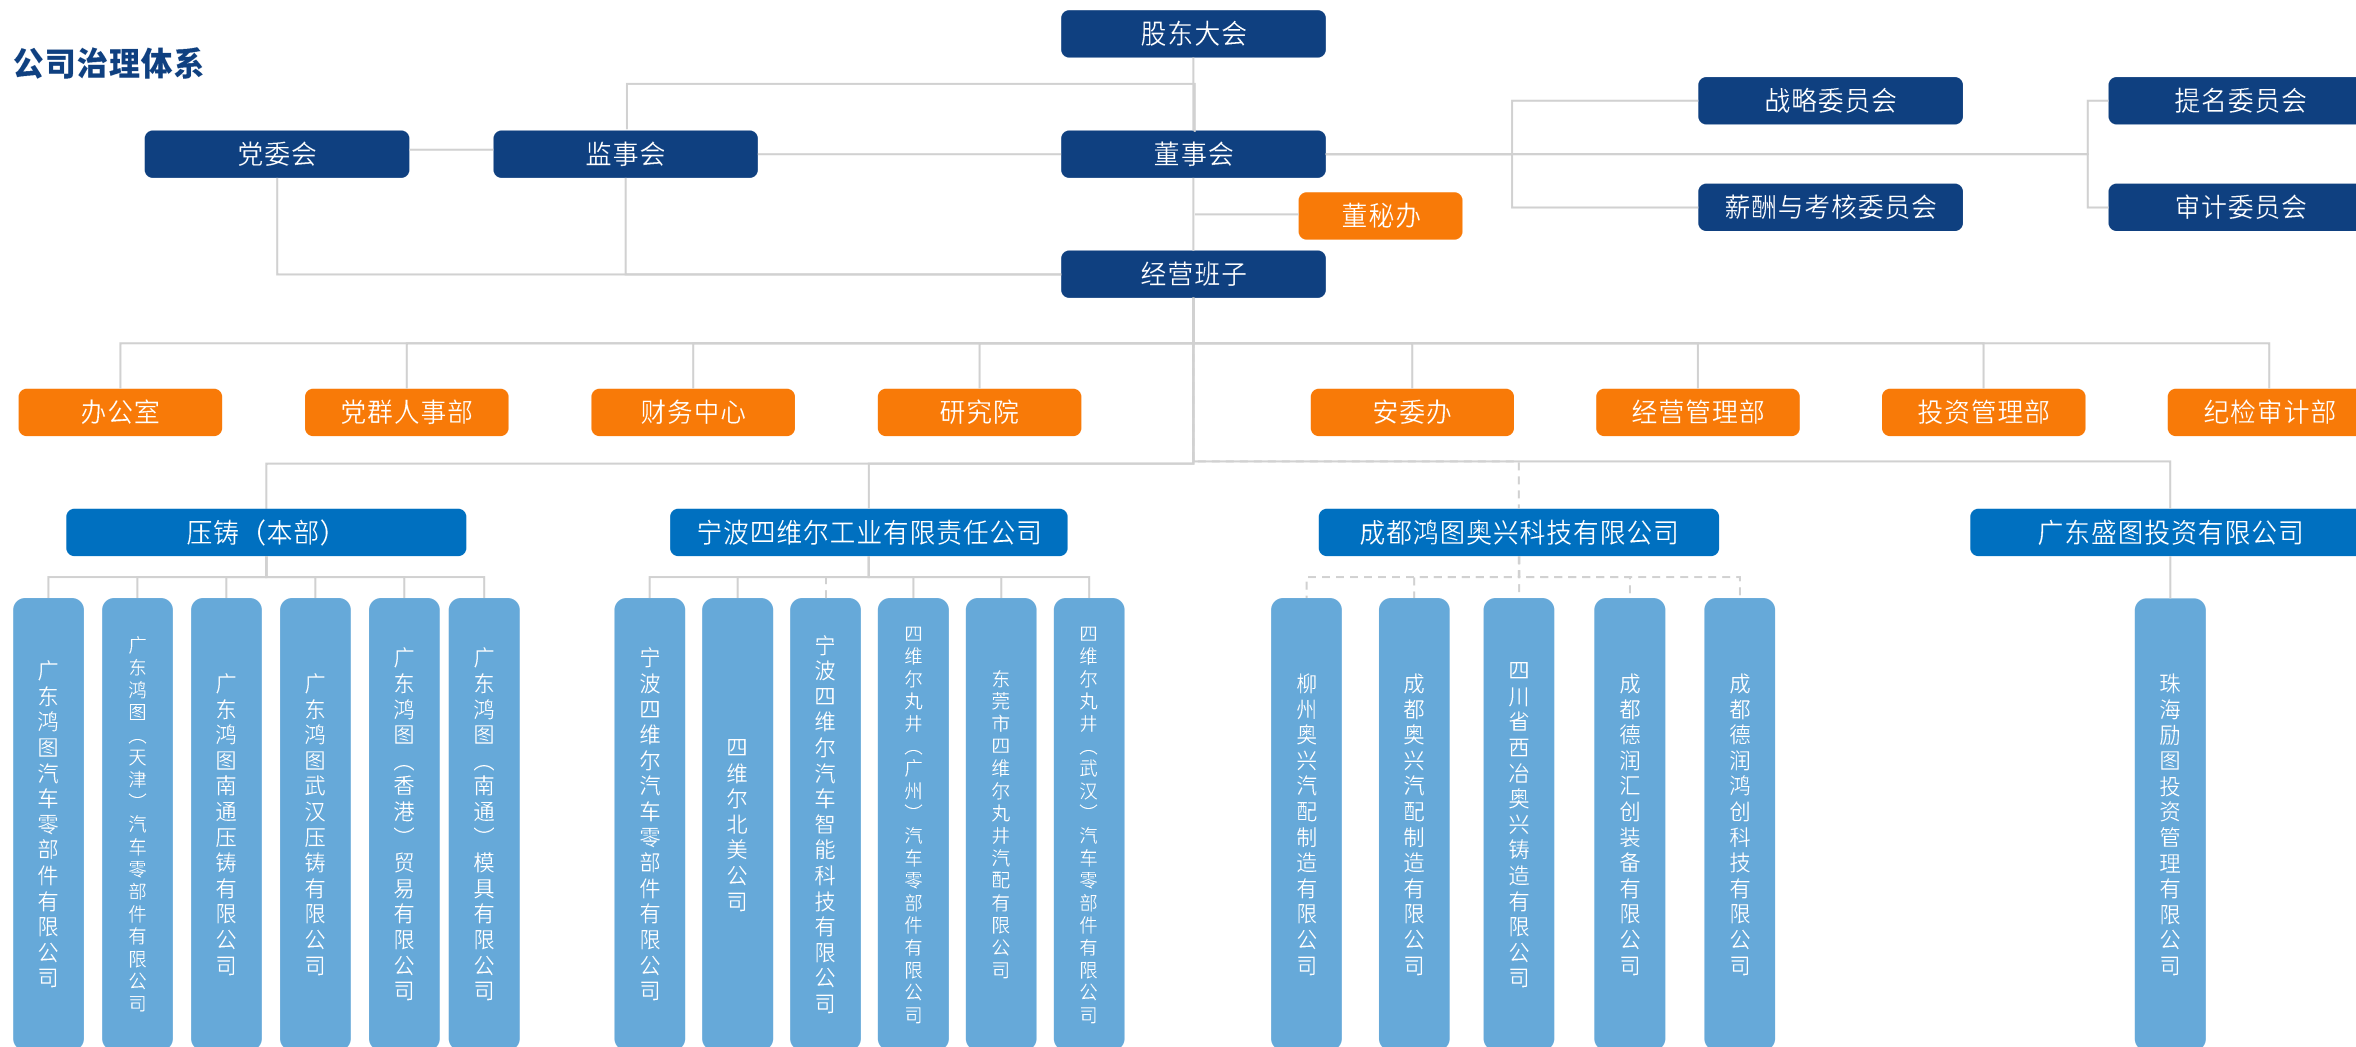 公司治理体系
股东大会
战略委员会
提名委员会
党委会
监事会
董事会
薪酬与考核委员会
审计委员会
董秘办
经营班子
办公室
党群人事部
财务中心
研究院
安委办
经营管理部
投资管理部
纪检审计部
压铸（本部）
宁波四维尔工业有限责任公司
成都鸿图奥兴科技有限公司
广东盛图投资有限公司
广东鸿图汽车零部件有限公司
广东鸿图（天津）汽车零部件有限公司
广东鸿图南通压铸有限公司
广东鸿图武汉压铸有限公司
广东鸿图（香港）贸易有限公司
广东鸿图（南通）模具有限公司
宁波四维尔汽车零部件有限公司
四维尔北美公司
宁波四维尔汽车智能科技有限公司
四维尔丸井（广州）汽车零部件有限公司
东莞市四维尔丸井汽配有限公司
四维尔丸井（武汉）汽车零部件有限公司
柳州奥兴汽配制造有限公司
成都奥兴汽配制造有限公司
四川省西冶奥兴铸造有限公司
成都德润汇创装备有限公司
成都德润鸿创科技有限公司
珠海励图投资管理有限公司